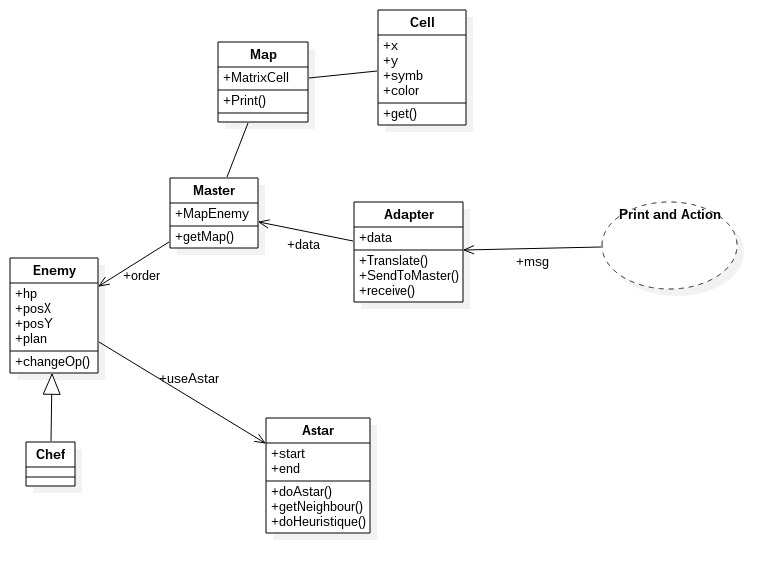 Cell
+x
+y
+symb
+color
+get()
Map
+MatrixCell
+Print()
Master
+MapEnemy
+getMap()
Adapter
+data
+Translate()
+SendToMaster()
+receive()
Print and Action
+data
+msg
+order
Enemy
+hp
+posX
+posY
+plan
+changeOp()
+useAstar
Chef
Astar
+start
+end
+doAstar()
+getNeighbour()
+doHeuristique()